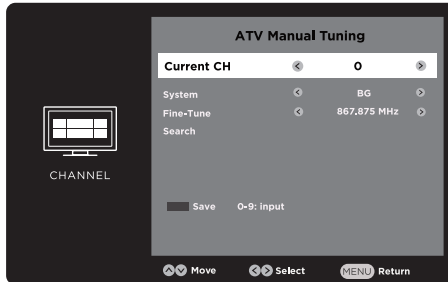 ATV Manual Tuning
Current CH 0
System BG
Fine-Tune 867.875 MHz
Search
CHANNEL
Save 0-9: input
Move Select MENU Return